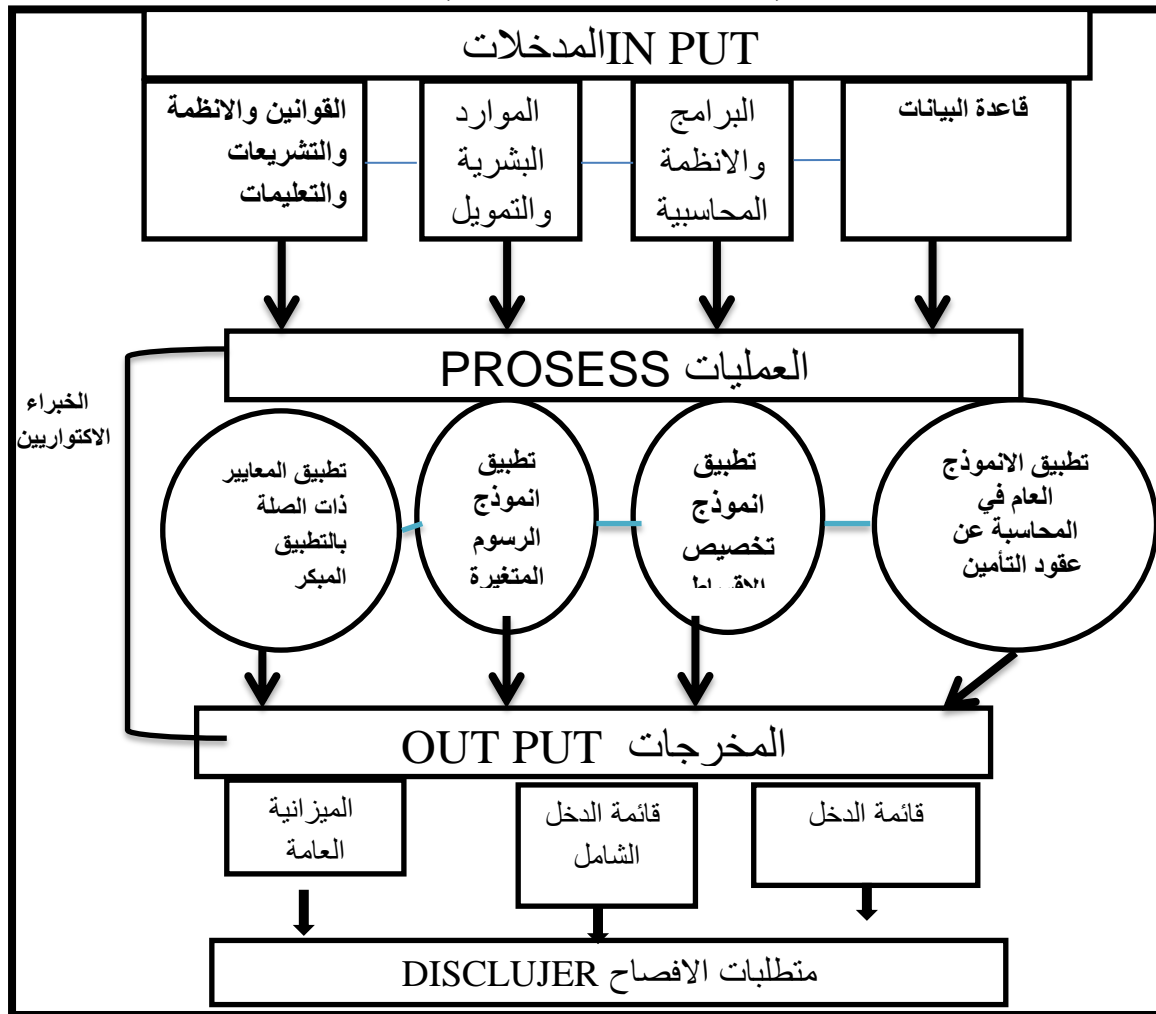 المدخلات IN PUT
قاعدة البيانات
البرامج
والانظمة
المحاسبية
الموارد
البشرية
والتمويل
القوانين والانظمة
والتشريعات
والتعليمات
العمليات PROSESS
الخبراء
الاكتواريين
تطبيق الانموذج
العام في
المحاسبة عن
عقود التأمين
تطبيق
انموذج
تخصيص
تطبيق
انموذج
الرسوم
المتغيرة
تطبيق المعايير
ذات الصلة
بالتطبيق
المبكر
المخرجات OUT PUT
قائمة الدخل
قائمة الدخل
الشامل
الميزانية
العامة
متطلبات الافصاح DISCLUJER